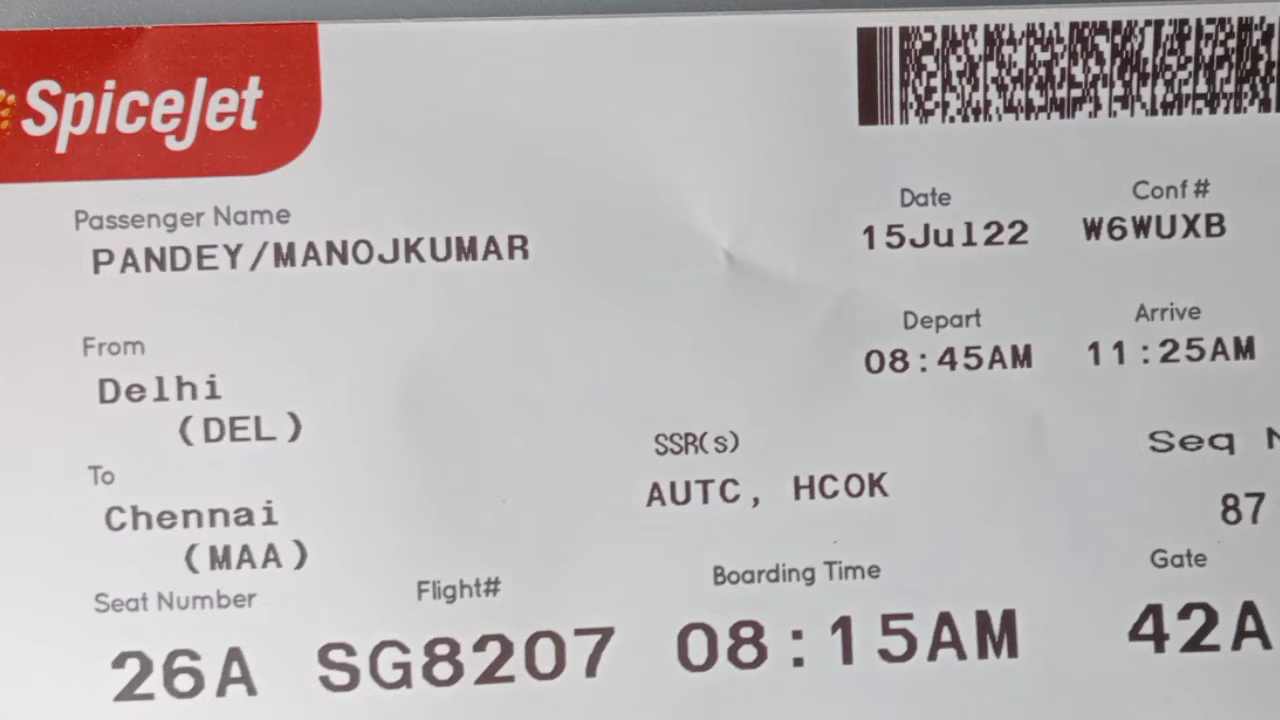 SpiceJet
Passenger Name
PANDEY/MANOJKUMAR
Date
15Jul22
Conf #
W6WUXB
From
Delhi
(DEL)
Depart
08:45AM
Arrive
11:25AM
To
Chennai
(MAA)
SSR(s)
AUTC, HCOK
Seq
87
Seat Number
26A
Flight#
SG8207
Boarding Time
08:15AM
Gate
42A